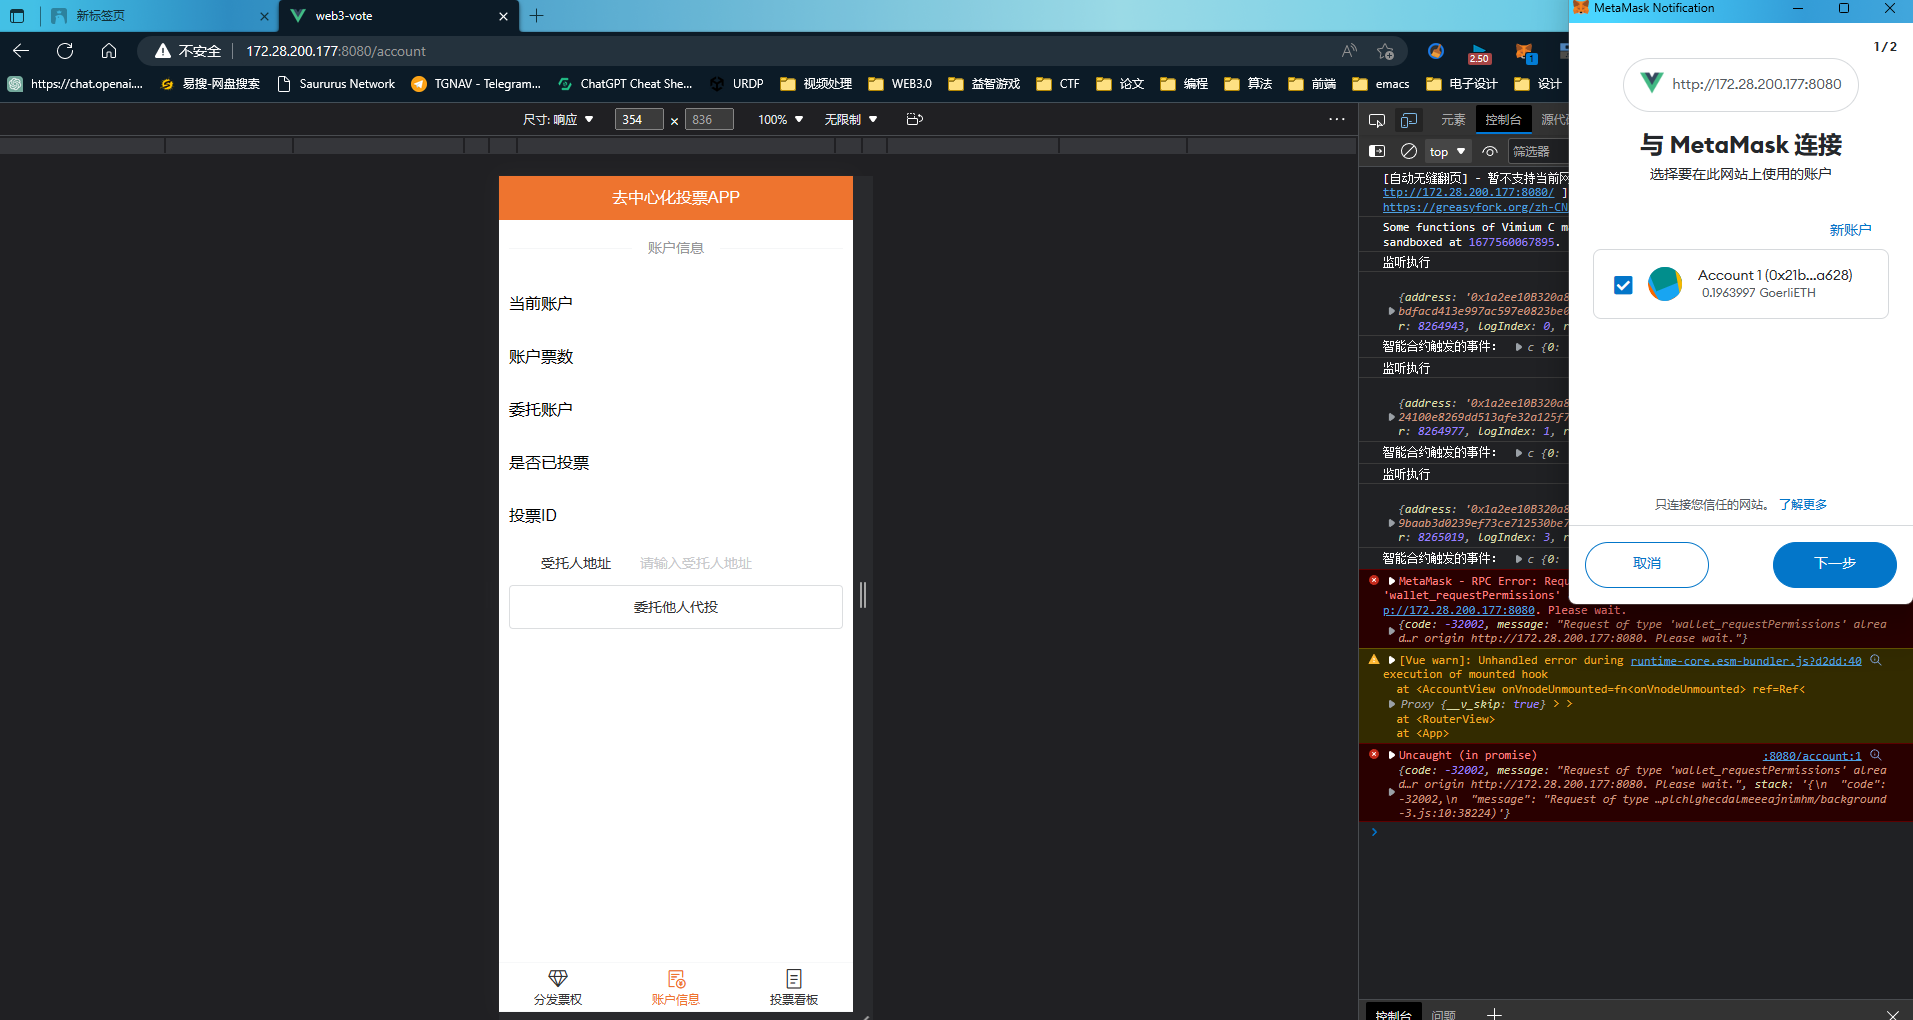 新标签页
web3-vote
不安全
172.28.200.177:8080/account
2.50
1
https://chat.openai....
易搜-网盘搜索
Saururus Network
TGNAV - Telegram...
ChatGPT Cheat She...
URDP
视频处理
WEB3.0
益智游戏
CTF
论文
编程
算法
前端
emacs
电子设计
设计
尺寸: 响应
354
×
836
100%
无限制
去中心化投票APP
账户信息
当前账户
账户票数
委托账户
是否已投票
投票ID
受托人地址
请输入受托人地址
委托他人代投
分发票权
账户信息
投票看板
元素
控制台
top
筛选器
[自动无缝翻页] - 暂不支持当前
ttp://172.28.200.177:8080/ ]
https://greasyfork.org/zh-CN
Some functions of Vimium C m
sandboxed at 1677560067895.
监听执行
{address: '0x1a2ee10B320a8
bdfacd413e997ac597e0823be0
r: 8264943, logIndex: 0, r
智能合约触发的事件: c {0:
监听执行
{address: '0x1a2ee10B320a8
24100e8269dd513afe32a125f7
r: 8264977, logIndex: 1, r
智能合约触发的事件: c {0:
监听执行
{address: '0x1a2ee10B320a8
9baab3d0239ef73ce712530be7
r: 8265019, logIndex: 3, r
智能合约触发的事件: c {0:
MetaMask - RPC Error: Requ
'wallet_requestPermissions'
p://172.28.200.177:8080. Please wait.
{code: -32002, message: "Request of type 'wallet_requestPermissions' alrea
d…r origin http://172.28.200.177:8080. Please wait."}
[Vue warn]: Unhandled error during runtime-core.esm-bundler.js?d2dd:40
execution of mounted hook
at <AccountView onVnodeUnmounted=fn<onVnodeUnmounted> ref=Ref<
Proxy {__v_skip: true} > >
at <RouterView>
at <App>
Uncaught (in promise) :8080/account:1
{code: -32002, message: "Request of type 'wallet_requestPermissions' alrea
d…r origin http://172.28.200.177:8080. Please wait.", stack: '{\n  "code":
-32002,\n  "message": "Request of type …plchlghecdalmeeeajnimhm/background
-3.js:10:38224)'}
控制台
问题
MetaMask Notification
1/2
http://172.28.200.177:8080
与 MetaMask 连接
选择要在此网站上使用的账户
新账户
Account 1 (0x21b...a628)
0.1963997 GoerliETH
只连接您信任的网站。 了解更多
取消
下一步